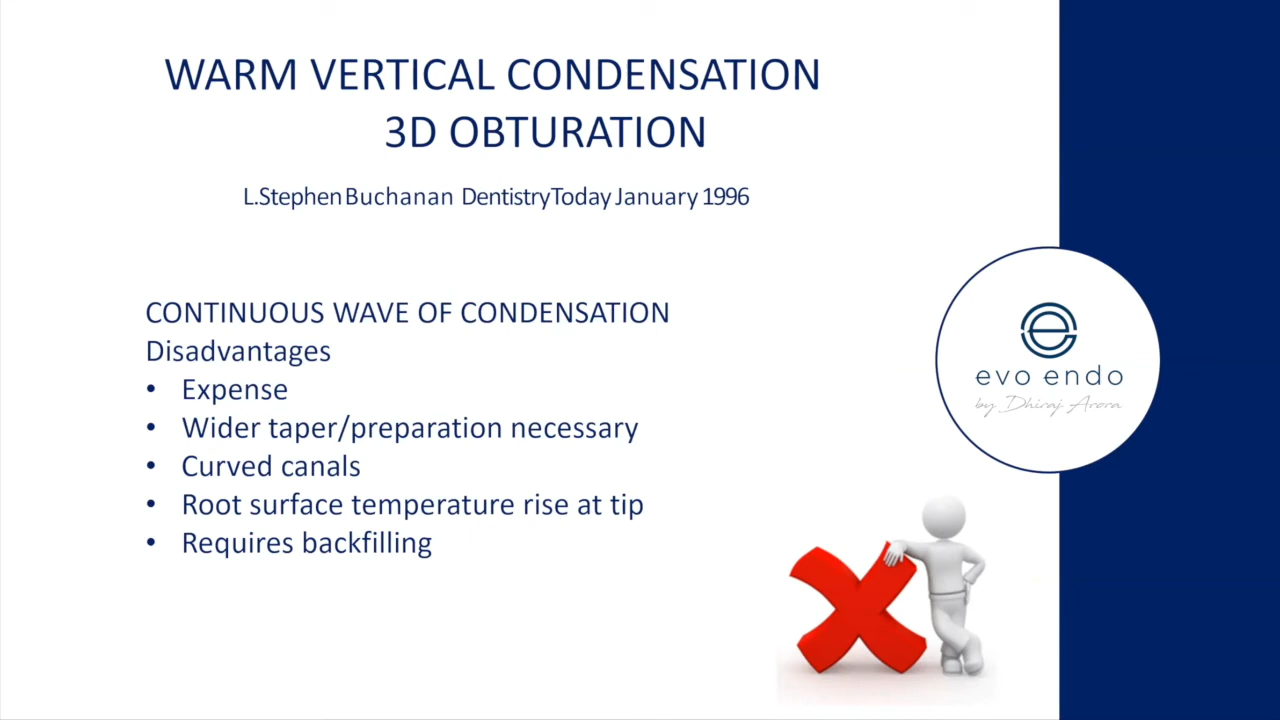 WARM VERTICAL CONDENSATION
3D OBTURATION
L.Stephen Buchanan Dentistry Today January 1996
CONTINUOUS WAVE OF CONDENSATION
Disadvantages
• Expense
• Wider taper/preparation necessary
• Curved canals
• Root surface temperature rise at tip
• Requires backfilling
evo endo
by Dhiraj Arora